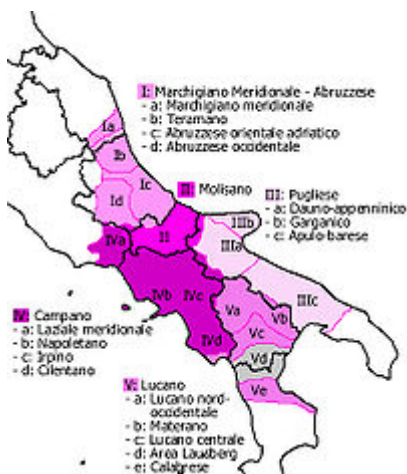 I: Marchigiano Meridionale - Abruzzese
- a: Marchigiano meridionale
- b: Teramano
- c: Abruzzese orientale adriatico
- d: Abruzzese occidentale
II: Molisano
III: Pugliese
- a: Dauno-appenninico
- b: Garganico
- c: Apulo-barese
Ia
Ib
Ic
Id
II
IIIb
IIIa
IIIc
IVa
IVb
IVc
IVd
Va
Vb
Vc
Vd
Ve
IV: Campano
- a: Laziale meridionale
- b: Napoletano
- c: Irpino
- d: Cilentano
V: Lucano
- a: Lucano nord-
occidentale
- b: Materano
- c: Lucano centrale
- d: Area Lausberg
- e: Calabrese